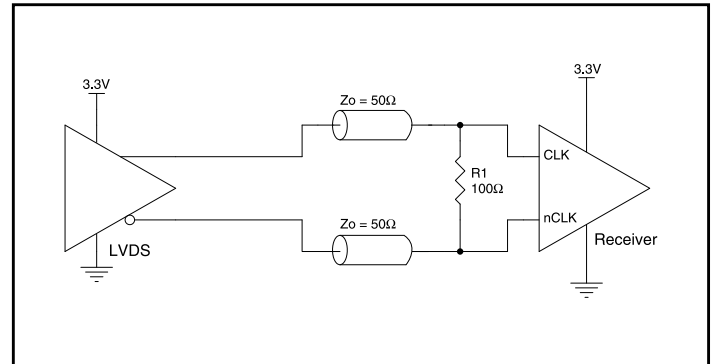 3.3V
3.3V
Zo = 50Ω
CLK
R1
100Ω
Zo = 50Ω
nCLK
Receiver
LVDS